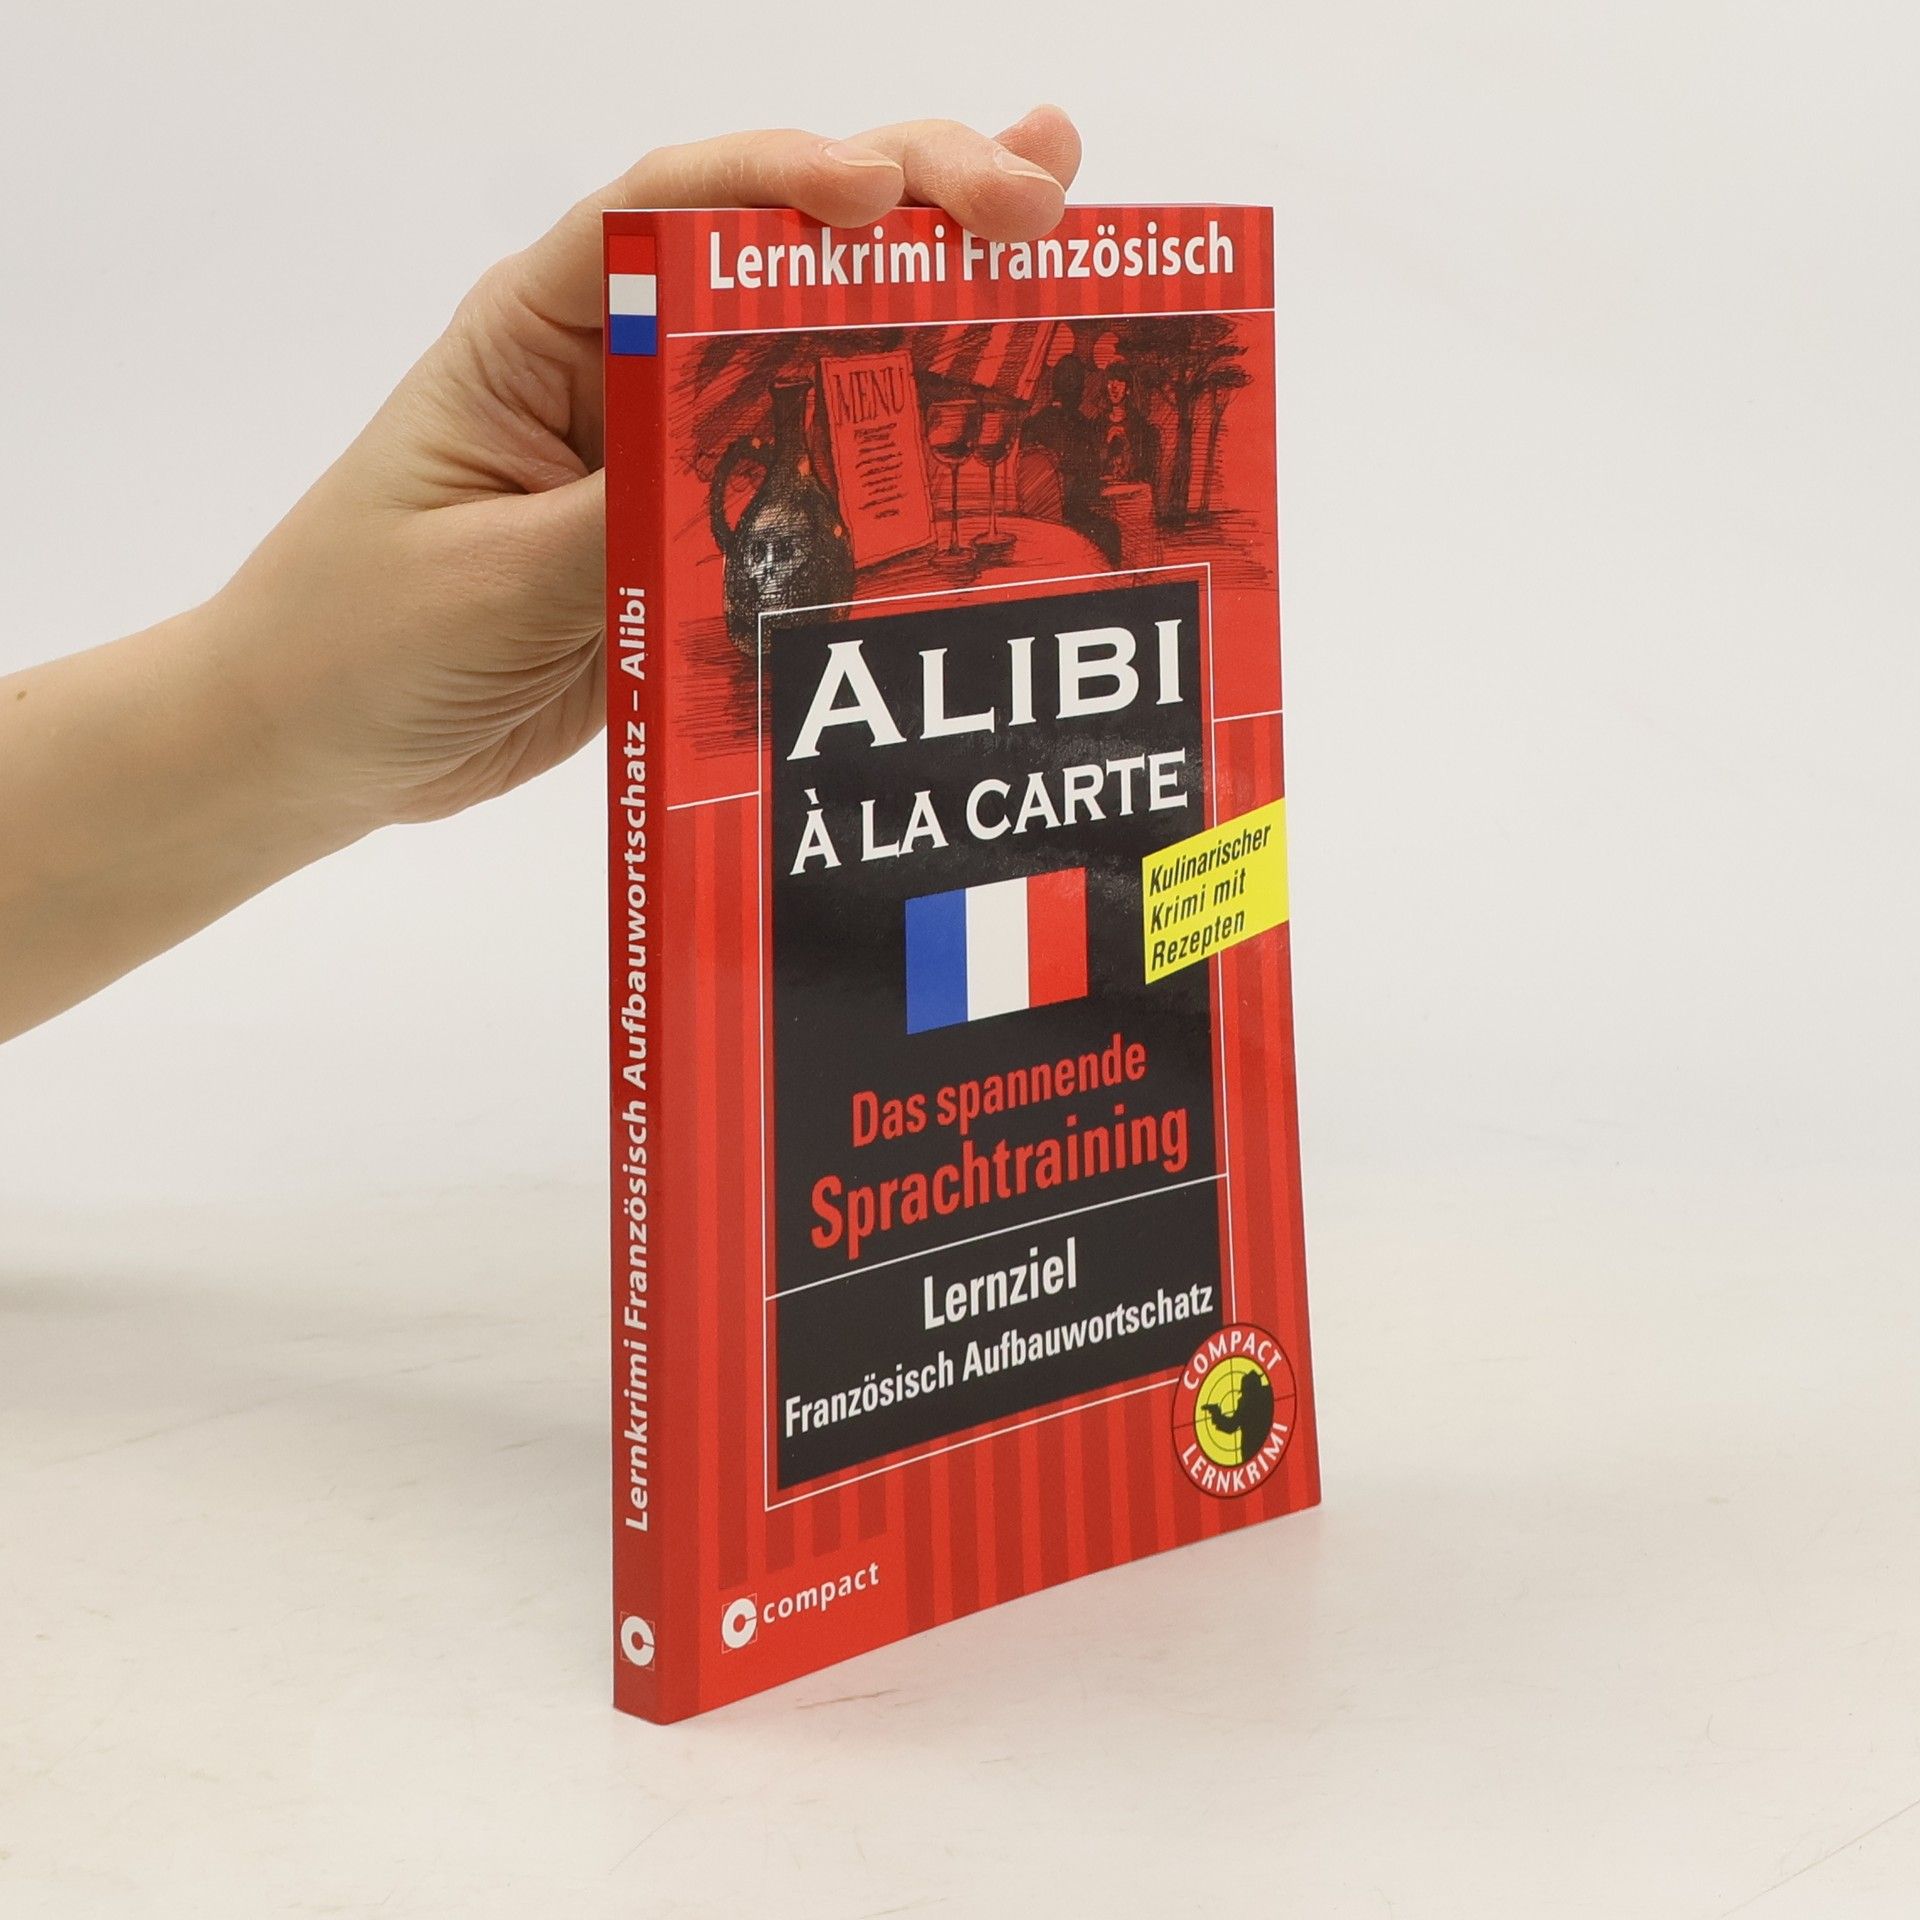 Lernkrimi Französisch
MENU
ALIBI
À LA CARTE
Kulinarischer
Krimi mit
Rezepten
Das spannende
Sprachtraining
Lernziel
Französisch Aufbauwortschatz
COMPACT
LERNKRIMI
compact
Lernkrimi Französisch Aufbauwortschatz – Alibi